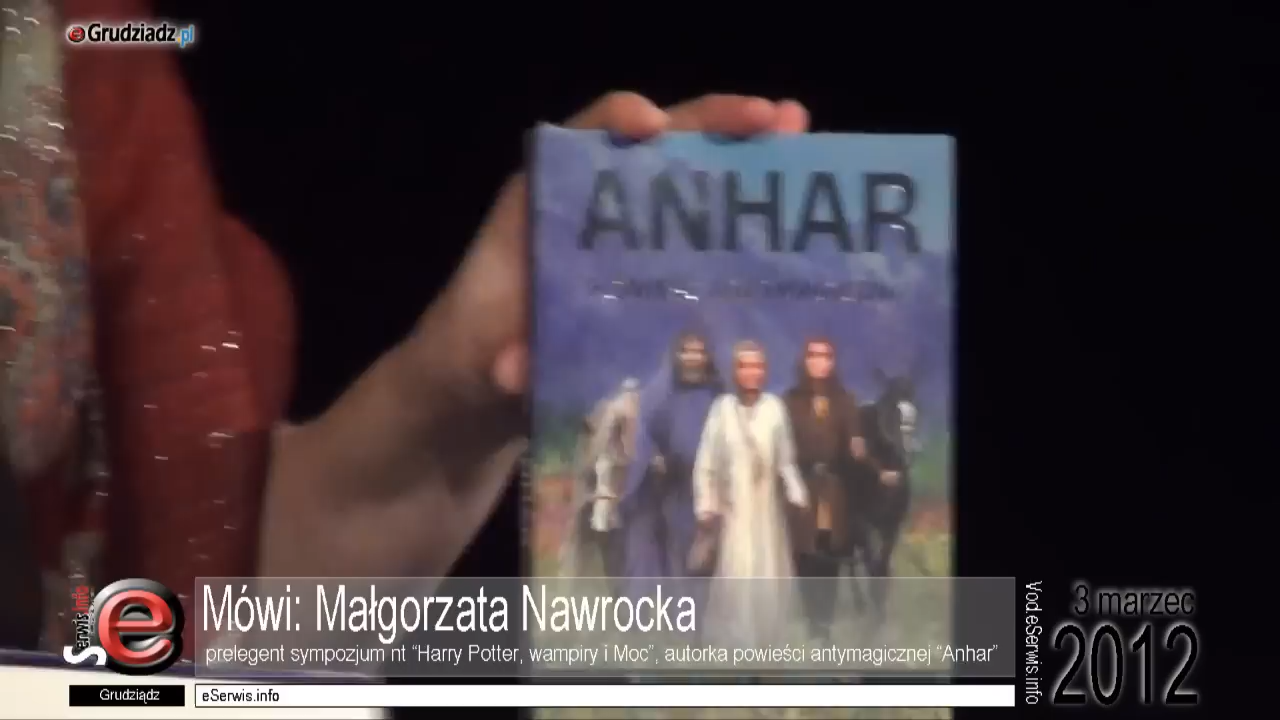 eGrudziadz.pl
ANHAR
Mówi: Małgorzata Nawrocka
prelegent sympozjum nt “Harry Potter, wampiry i Moc”, autorka powieści antymagicznej “Anhar”
eSerwis.info
Grudziądz
eSerwis.info
Vod.eSerwis.info
3 marzec
2012